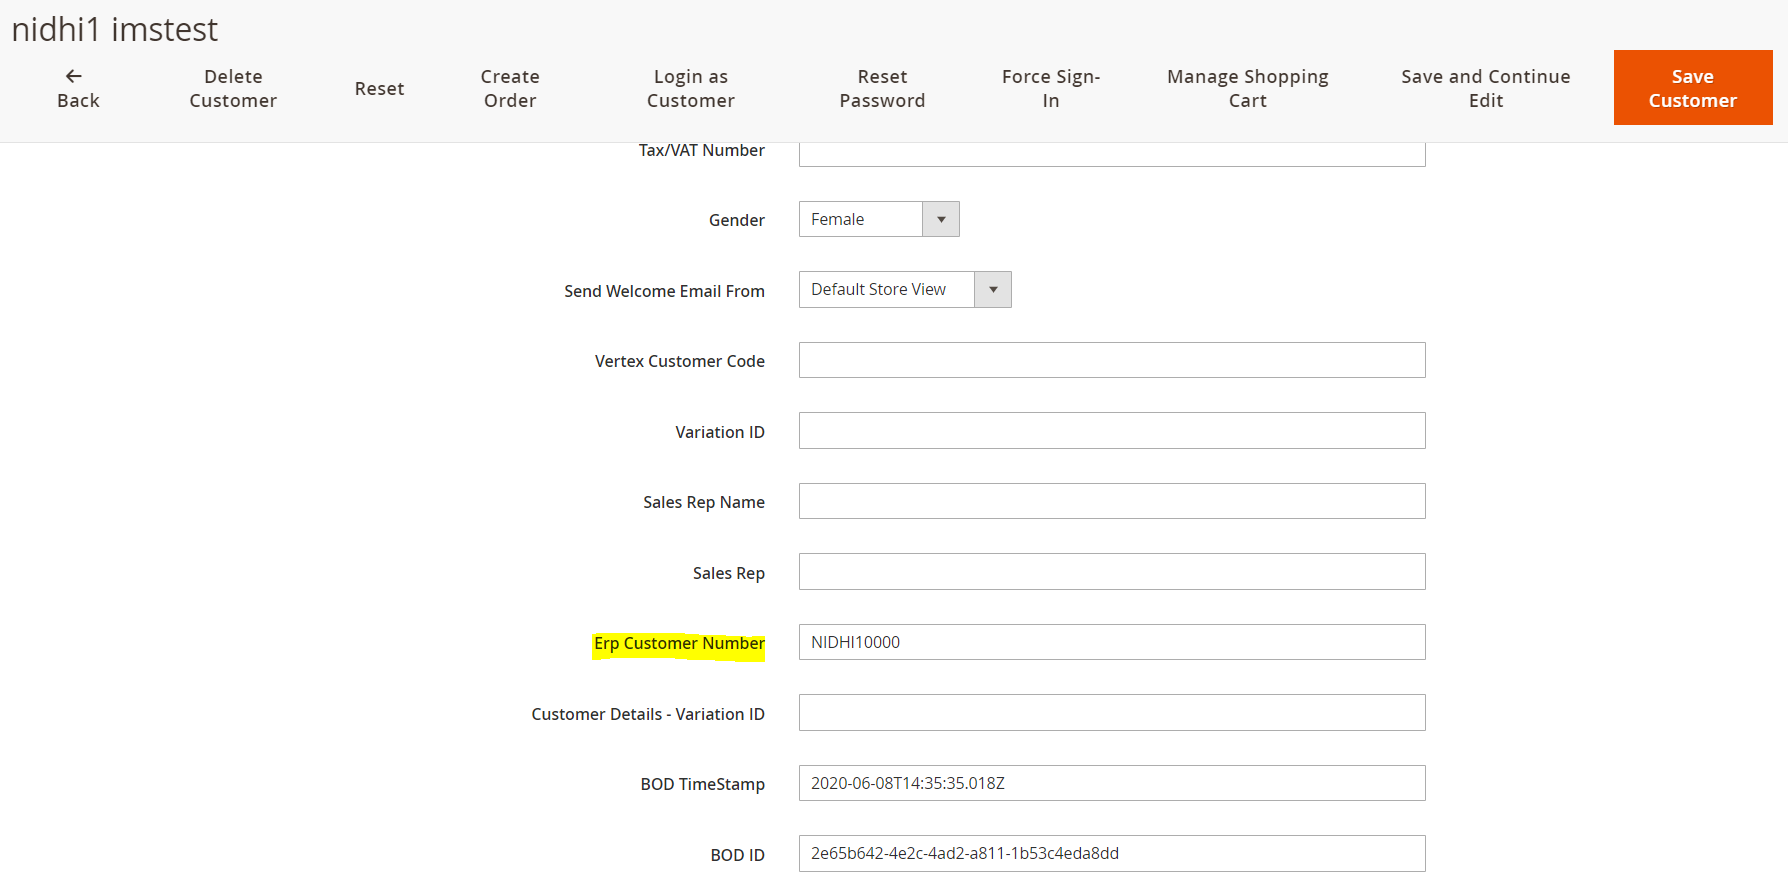 nidhi1 imstest
← Back
Delete Customer
Reset
Create Order
Login as Customer
Reset Password
Force Sign-In
Manage Shopping Cart
Save and Continue Edit
Save Customer
Tax/VAT Number
Gender Female
Send Welcome Email From Default Store View
Vertex Customer Code
Variation ID
Sales Rep Name
Sales Rep
Erp Customer Number NIDHI10000
Customer Details - Variation ID
BOD TimeStamp 2020-06-08T14:35:35.018Z
BOD ID 2e65b642-4e2c-4ad2-a811-1b53c4eda8dd